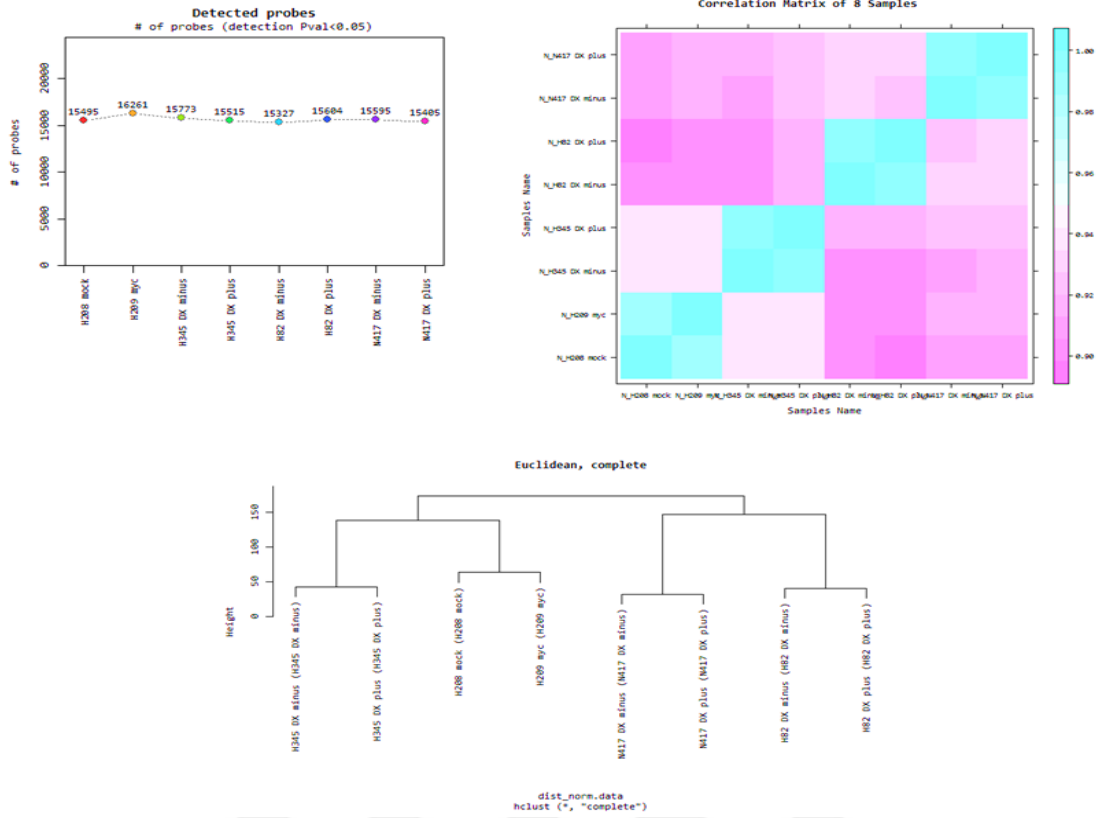 Detected probes
# of probes (detection Pval<0.05)
# of probes
20000
15000
10000
5000
0
15495
16261
15773
15515
15327
15604
15595
15405
H208 mock
H209 myc
H345 DX minus
H345 DX plus
H82 DX minus
H82 DX plus
N417 DX minus
N417 DX plus
Correlation Matrix of 8 Samples
Samples Name
N_N417 DX plus
N_N417 DX minus
N_H82 DX plus
N_H82 DX minus
N_H345 DX plus
N_H345 DX minus
N_H209 myc
N_H208 mock
1.00
0.98
0.96
0.94
0.92
0.90
N_H208 mock
Samples Name
Euclidean, complete
Height
150
100
50
0
H345 DX minus (H345 DX minus)
H345 DX plus (H345 DX plus)
H208 mock (H208 mock)
H209 myc (H209 myc)
N417 DX minus (N417 DX minus)
N417 DX plus (N417 DX plus)
H82 DX minus (H82 DX minus)
H82 DX plus (H82 DX plus)
dist_norm.data
hclust (*, "complete")